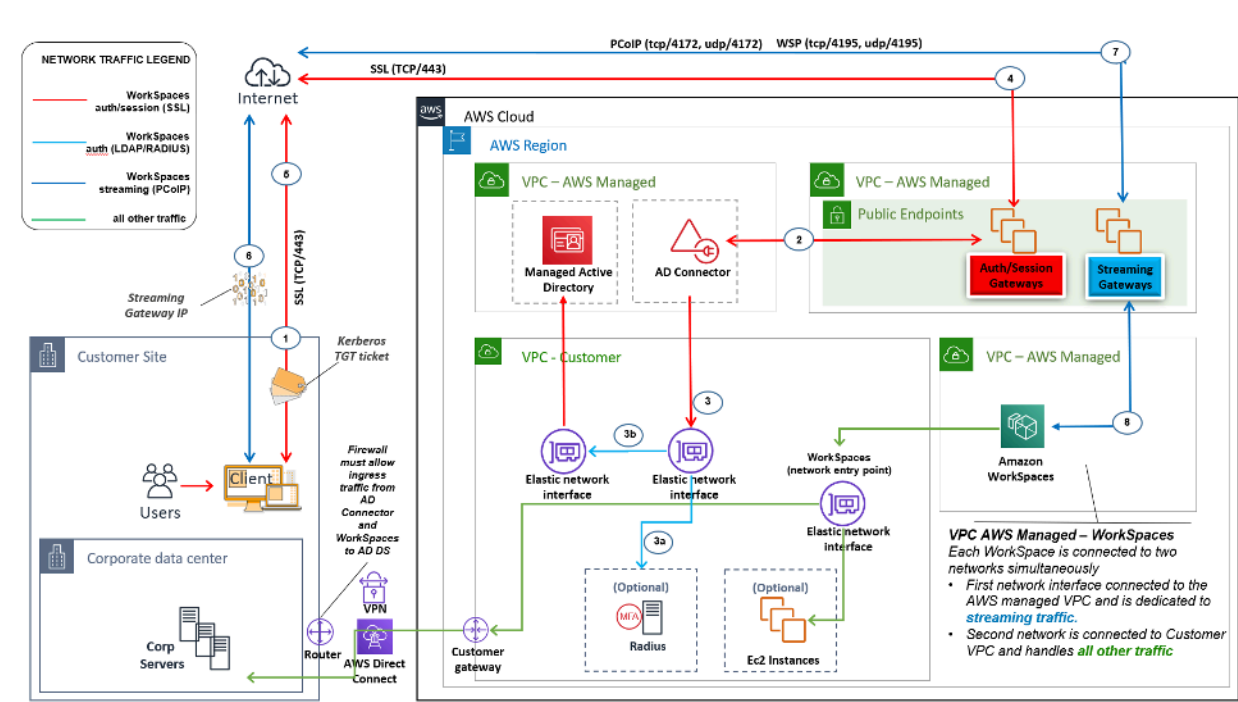 PCoIP (tcp/4172, udp/4172) WSP (tcp/4195, udp/4195)
7
NETWORK TRAFFIC LEGEND
WorkSpaces
auth/session (SSL)
WorkSpaces
auth (LDAP/RADIUS)
WorkSpaces
streaming (PCoIP)
all other traffic
Internet
SSL (TCP/443)
4
5
6
SSL (TCP/443)
Streaming
Gateway IP
1
Kerberos
TGT ticket
aws
AWS Cloud
AWS Region
VPC – AWS Managed
Managed Active
Directory
AD Connector
2
VPC – AWS Managed
Public Endpoints
Auth/Session
Gateways
Streaming
Gateways
Customer Site
Users
Client
Firewall
must allow
ingress
traffic from
AD
Connector
and
WorkSpaces
to AD DS
Corporate data center
Corp
Servers
Router
VPN
AWS Direct
Connect
VPC - Customer
3
3b
Elastic network
interface
Elastic network
interface
WorkSpaces
(network entry point)
Elastic network
interface
3a
(Optional)
MFA
Radius
(Optional)
Ec2 Instances
Customer
gateway
VPC – AWS Managed
8
Amazon
WorkSpaces
VPC AWS Managed – WorkSpaces
Each WorkSpace is connected to two
networks simultaneously
• First network interface connected to the
AWS managed VPC and is dedicated to
streaming traffic.
• Second network is connected to Customer
VPC and handles all other traffic